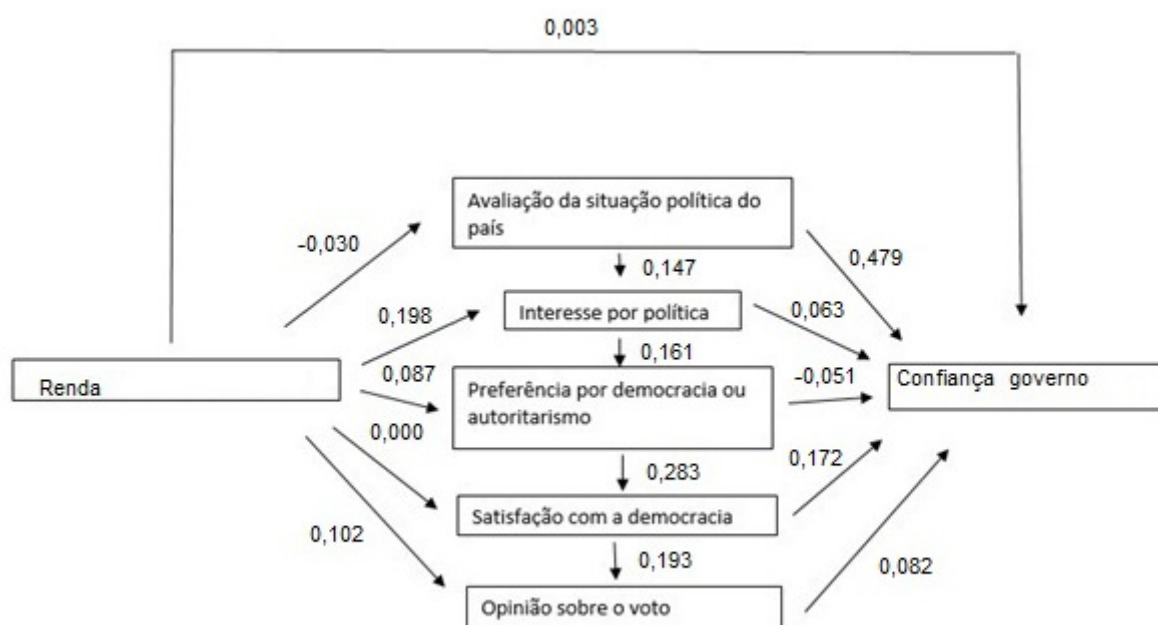 0,003
Avaliação da situação política do
país
-0,030
0,479
0,147
0,198
Interesse por política
0,063
0,161
Renda
0,087
Preferência por democracia ou
autoritarismo
-0,051
Confiança governo
0,000
0,283
0,172
Satisfação com a democracia
0,102
0,193
0,082
Opinião sobre o voto